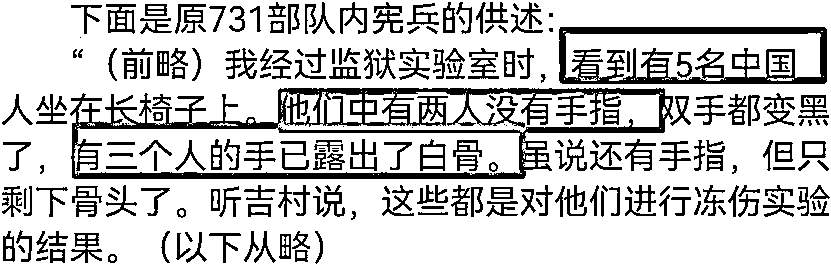 下面是原731部队内宪兵的供述：
“（前略）我经过监狱实验室时，看到有5名中国
人坐在长椅子上。他们中有两人没有手指，双手都变黑
了，有三个人的手已露出了白骨。虽说还有手指，但只
剩下骨头了。听吉村说，这些都是对他们进行冻伤实验
的结果。（以下从略）